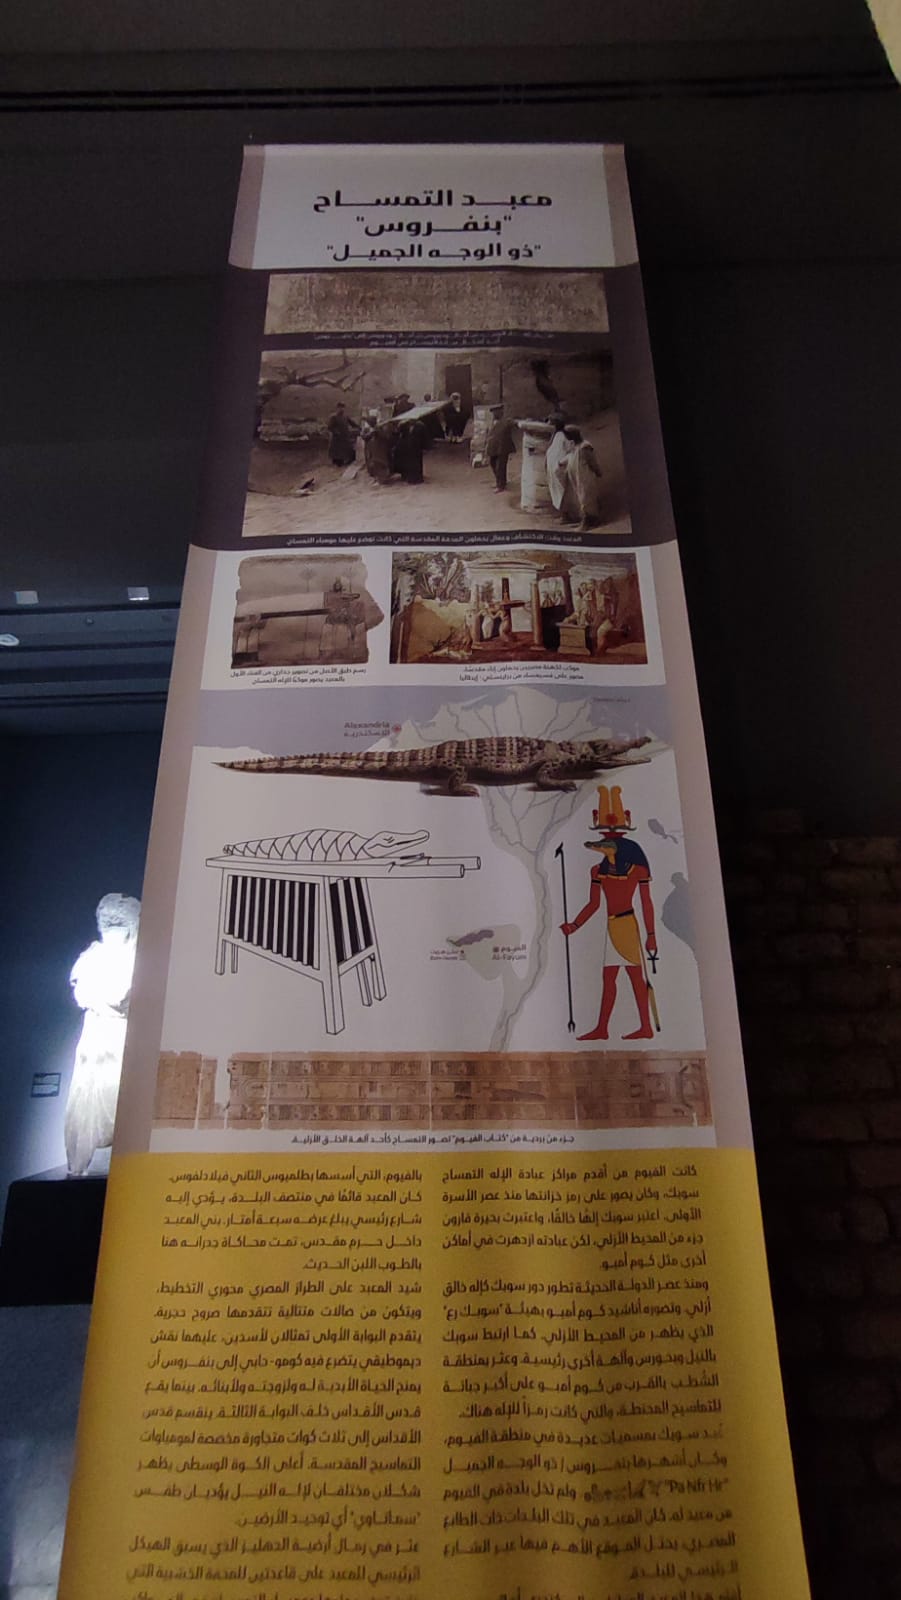 معبد التمساح
"بنفروس"
"ذو الوجه الجميل"
المعبد وقت الاكتشاف وعمال يحملون المحفة المقدسة التي كانت توضع عليها مومياء التمساح
رسم طبق الأصل من تصوير جداري من الفناء الأول
بالمعبد يصور موكبًا للإله التمساح
موكب لكهنة مصريين يحملون إناء مقدسًا،
مصور على فسيفساء من براينستي - إيطاليا
Alexandria
الإسكندرية
الفيوم
Al-Fayum
جزء من بردية من "كتاب الفيوم" تصور التمساح كأحد آلهة الخلق الأزلية.
كانت الفيوم من أقدم مراكز عبادة الإله التمساح
سوبك، وكان يصور على رمز خزانتها منذ عصر الأسرة
الأولى. اعتبر سوبك إلهًا خالقًا، واعتبرت بحيرة قارون
جزء من المحيط الأزلي، لكن عبادته ازدهرت في أماكن
أخرى مثل كوم أمبو.
ومنذ عصر الدولة الحديثة تطور دور سوبك كإله خالق
أزلي. وتصوره أناشيد كوم أمبو بهيئة "سوبك رع"
الذي يظهر من المحيط الأزلي. كما ارتبط سوبك
بالنيل وبحورس وآلهة أخرى رئيسية. وعثر بمنطقة
الشُطب بالقرب من كوم أمبو على أكبر جبانة
للتماسيح المحنطة، والتي كانت رمزاً للإله هناك.
عُبد سوبك بمسميات عديدة في منطقة الفيوم،
وكان أشهرها بنفروس / ذو الوجه الجميل
"Pa Nfr Hr" ولم تخل بلدة في الفيوم
من معبد له. كان المعبد في تلك البلدات ذات الطابع
المصري، يحتل الموقع الأهم فيها عبر الشارع
الرئيسي للبلدة.
بالفيوم، التي أسسها بطلميوس الثاني فيلادلفوس.
كان المعبد قائمًا في منتصف البلدة، يؤدي إليه
شارع رئيسي يبلغ عرضه سبعة أمتار. بني المعبد
داخل حرم مقدس، تمت محاكاة جدرانه هنا
بالطوب اللبن الحديث.
شيد المعبد على الطراز المصري محوري التخطيط،
ويتكون من صالات متتالية تتقدمها صروح حجرية.
يتقدم البوابة الأولى تمثالان لأسدين، عليهما نقش
ديموطيقي يتضرع فيه كومو-حابي إلى بنفروس أن
يمنح الحياة الأبدية له ولزوجته ولأبنائه. بينما يقع
قدس الأقداس خلف البوابة الثالثة. ينقسم قدس
الأقداس إلى ثلاث كوات متجاورة مخصصة لمومياوات
التماسيح المقدسة. أعلى الكوة الوسطى يظهر
شكلان مختلفان لإله النيل يؤديان طقس
"سماتاوي" أي توحيد الأرضين.
عثر في رمال أرضية الدهليز الذي يسبق الهيكل
الرئيسي للمعبد على قاعدتين للمحفة الخشبية التي